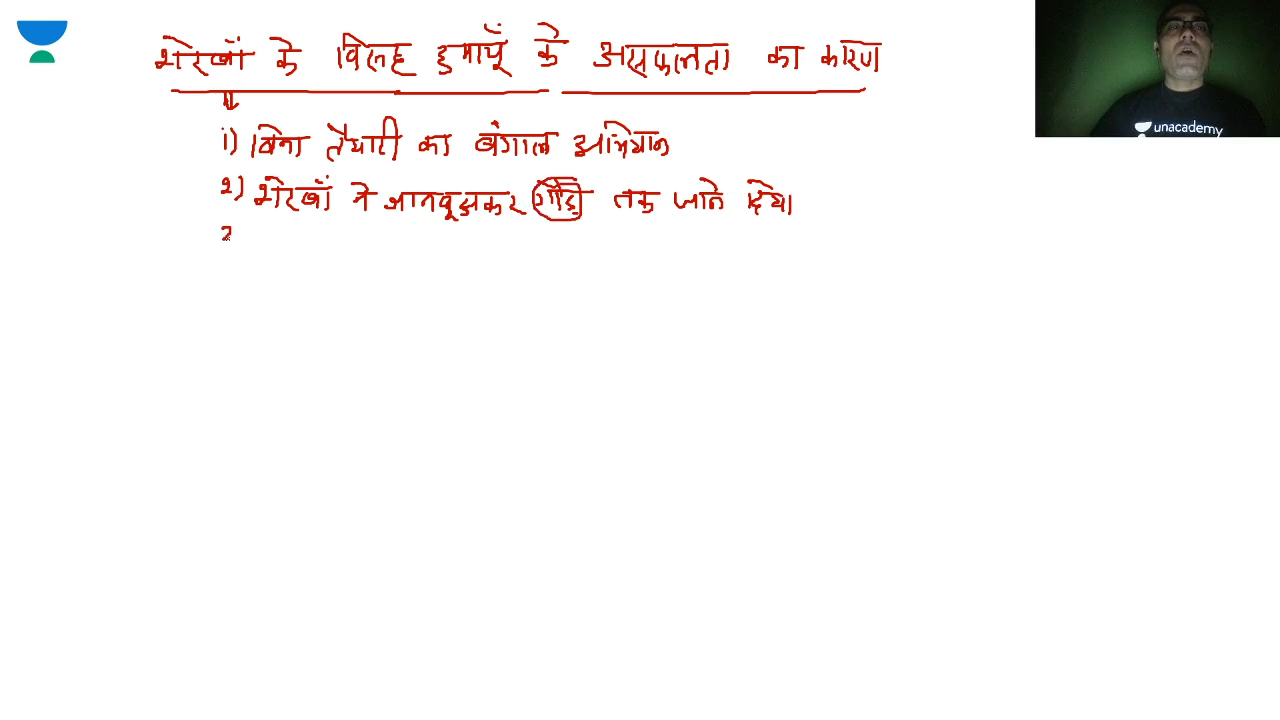 शेरखाँ के विरुद्ध हुमायूँ के असफलता का कारण
1) बिना तैयारी का बंगाल अभियान
2) शेरखाँ ने जानबूझकर गौड़ तक जाने दिया
unacademy